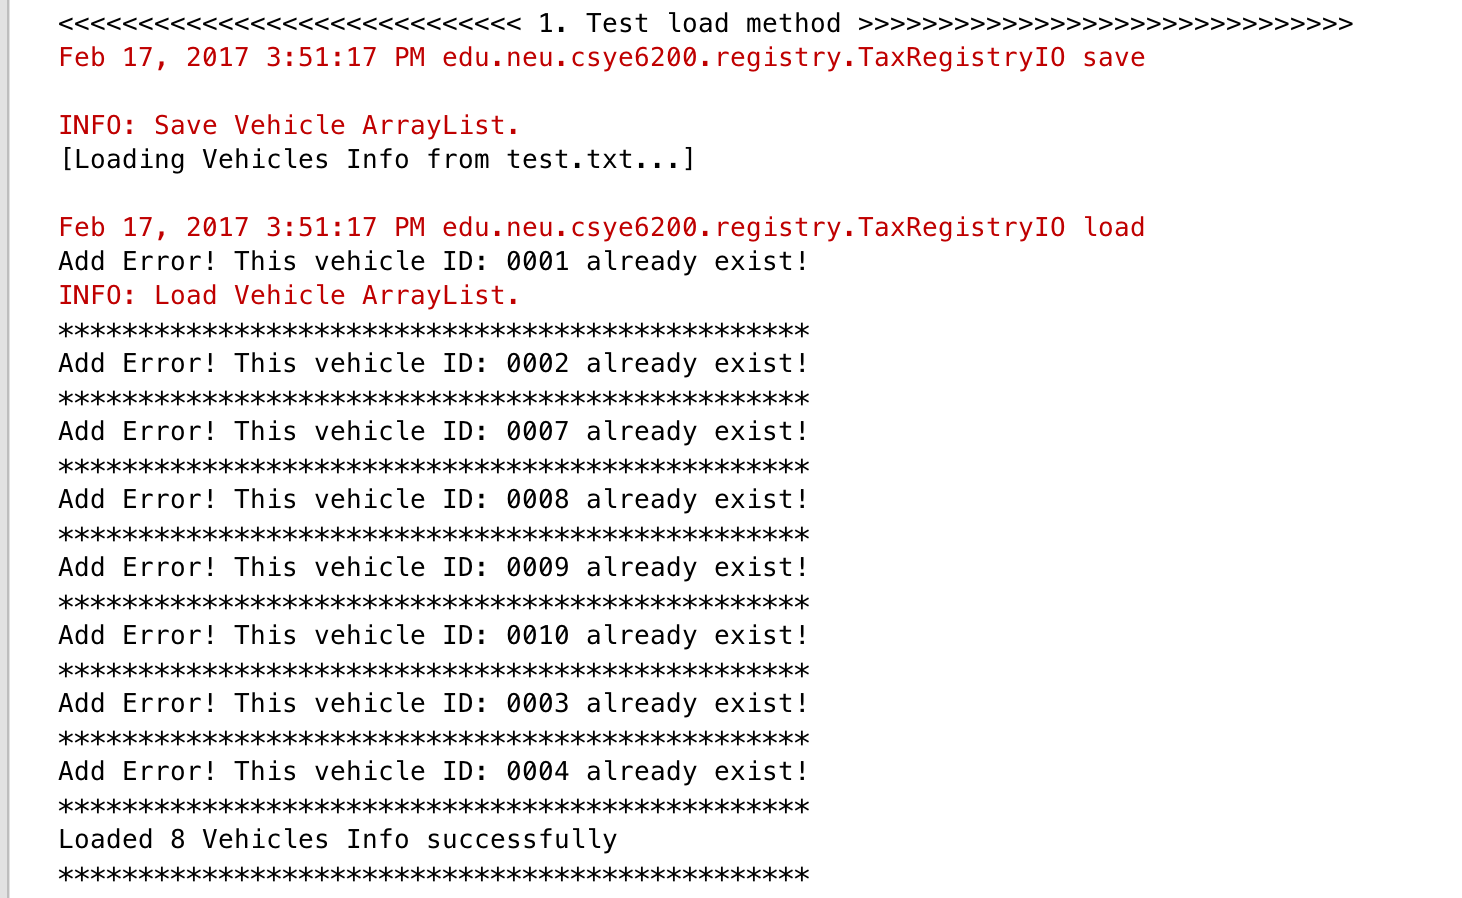 <<<<<<<<<<<<<<<<<<<<<<<<<<<<< 1. Test load method >>>>>>>>>>>>>>>>>>>>>>>>>>>>>>>
Feb 17, 2017 3:51:17 PM edu.neu.csye6200.registry.TaxRegistryIO save
INFO: Save Vehicle ArrayList.
[Loading Vehicles Info from test.txt...]
Feb 17, 2017 3:51:17 PM edu.neu.csye6200.registry.TaxRegistryIO load
Add Error! This vehicle ID: 0001 already exist!
INFO: Load Vehicle ArrayList.
***********************************************
Add Error! This vehicle ID: 0002 already exist!
***********************************************
Add Error! This vehicle ID: 0007 already exist!
***********************************************
Add Error! This vehicle ID: 0008 already exist!
***********************************************
Add Error! This vehicle ID: 0009 already exist!
***********************************************
Add Error! This vehicle ID: 0010 already exist!
***********************************************
Add Error! This vehicle ID: 0003 already exist!
***********************************************
Add Error! This vehicle ID: 0004 already exist!
***********************************************
Loaded 8 Vehicles Info successfully
***********************************************